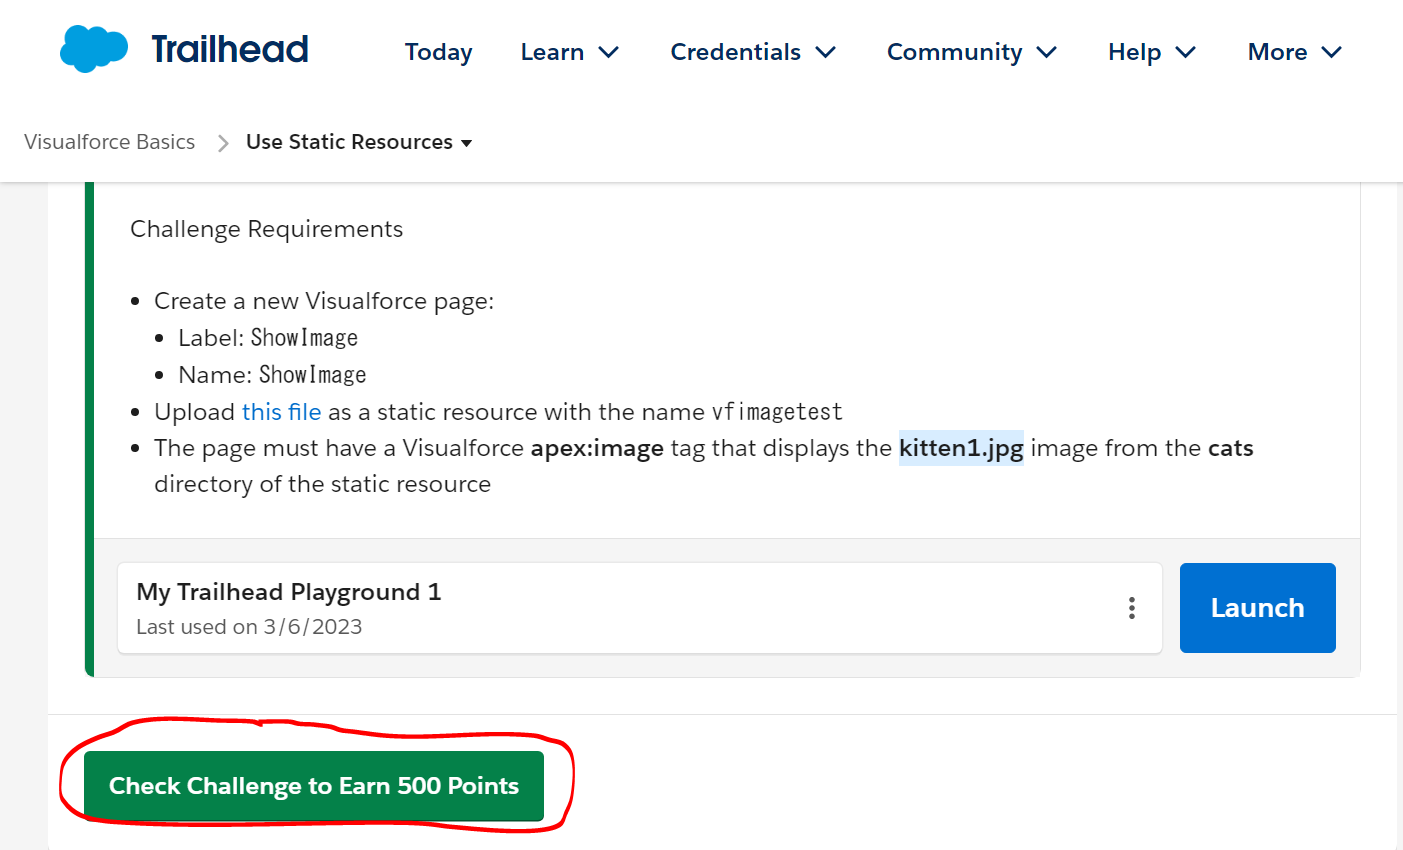 Trailhead
Today Learn Credentials Community Help More
Visualforce Basics Use Static Resources
Challenge Requirements
Create a new Visualforce page:
Label: ShowImage
Name: ShowImage
Upload this file as a static resource with the name vfimagetest
The page must have a Visualforce apex:image tag that displays the kitten1.jpg image from the cats
directory of the static resource
My Trailhead Playground 1
Last used on 3/6/2023
Launch
Check Challenge to Earn 500 Points